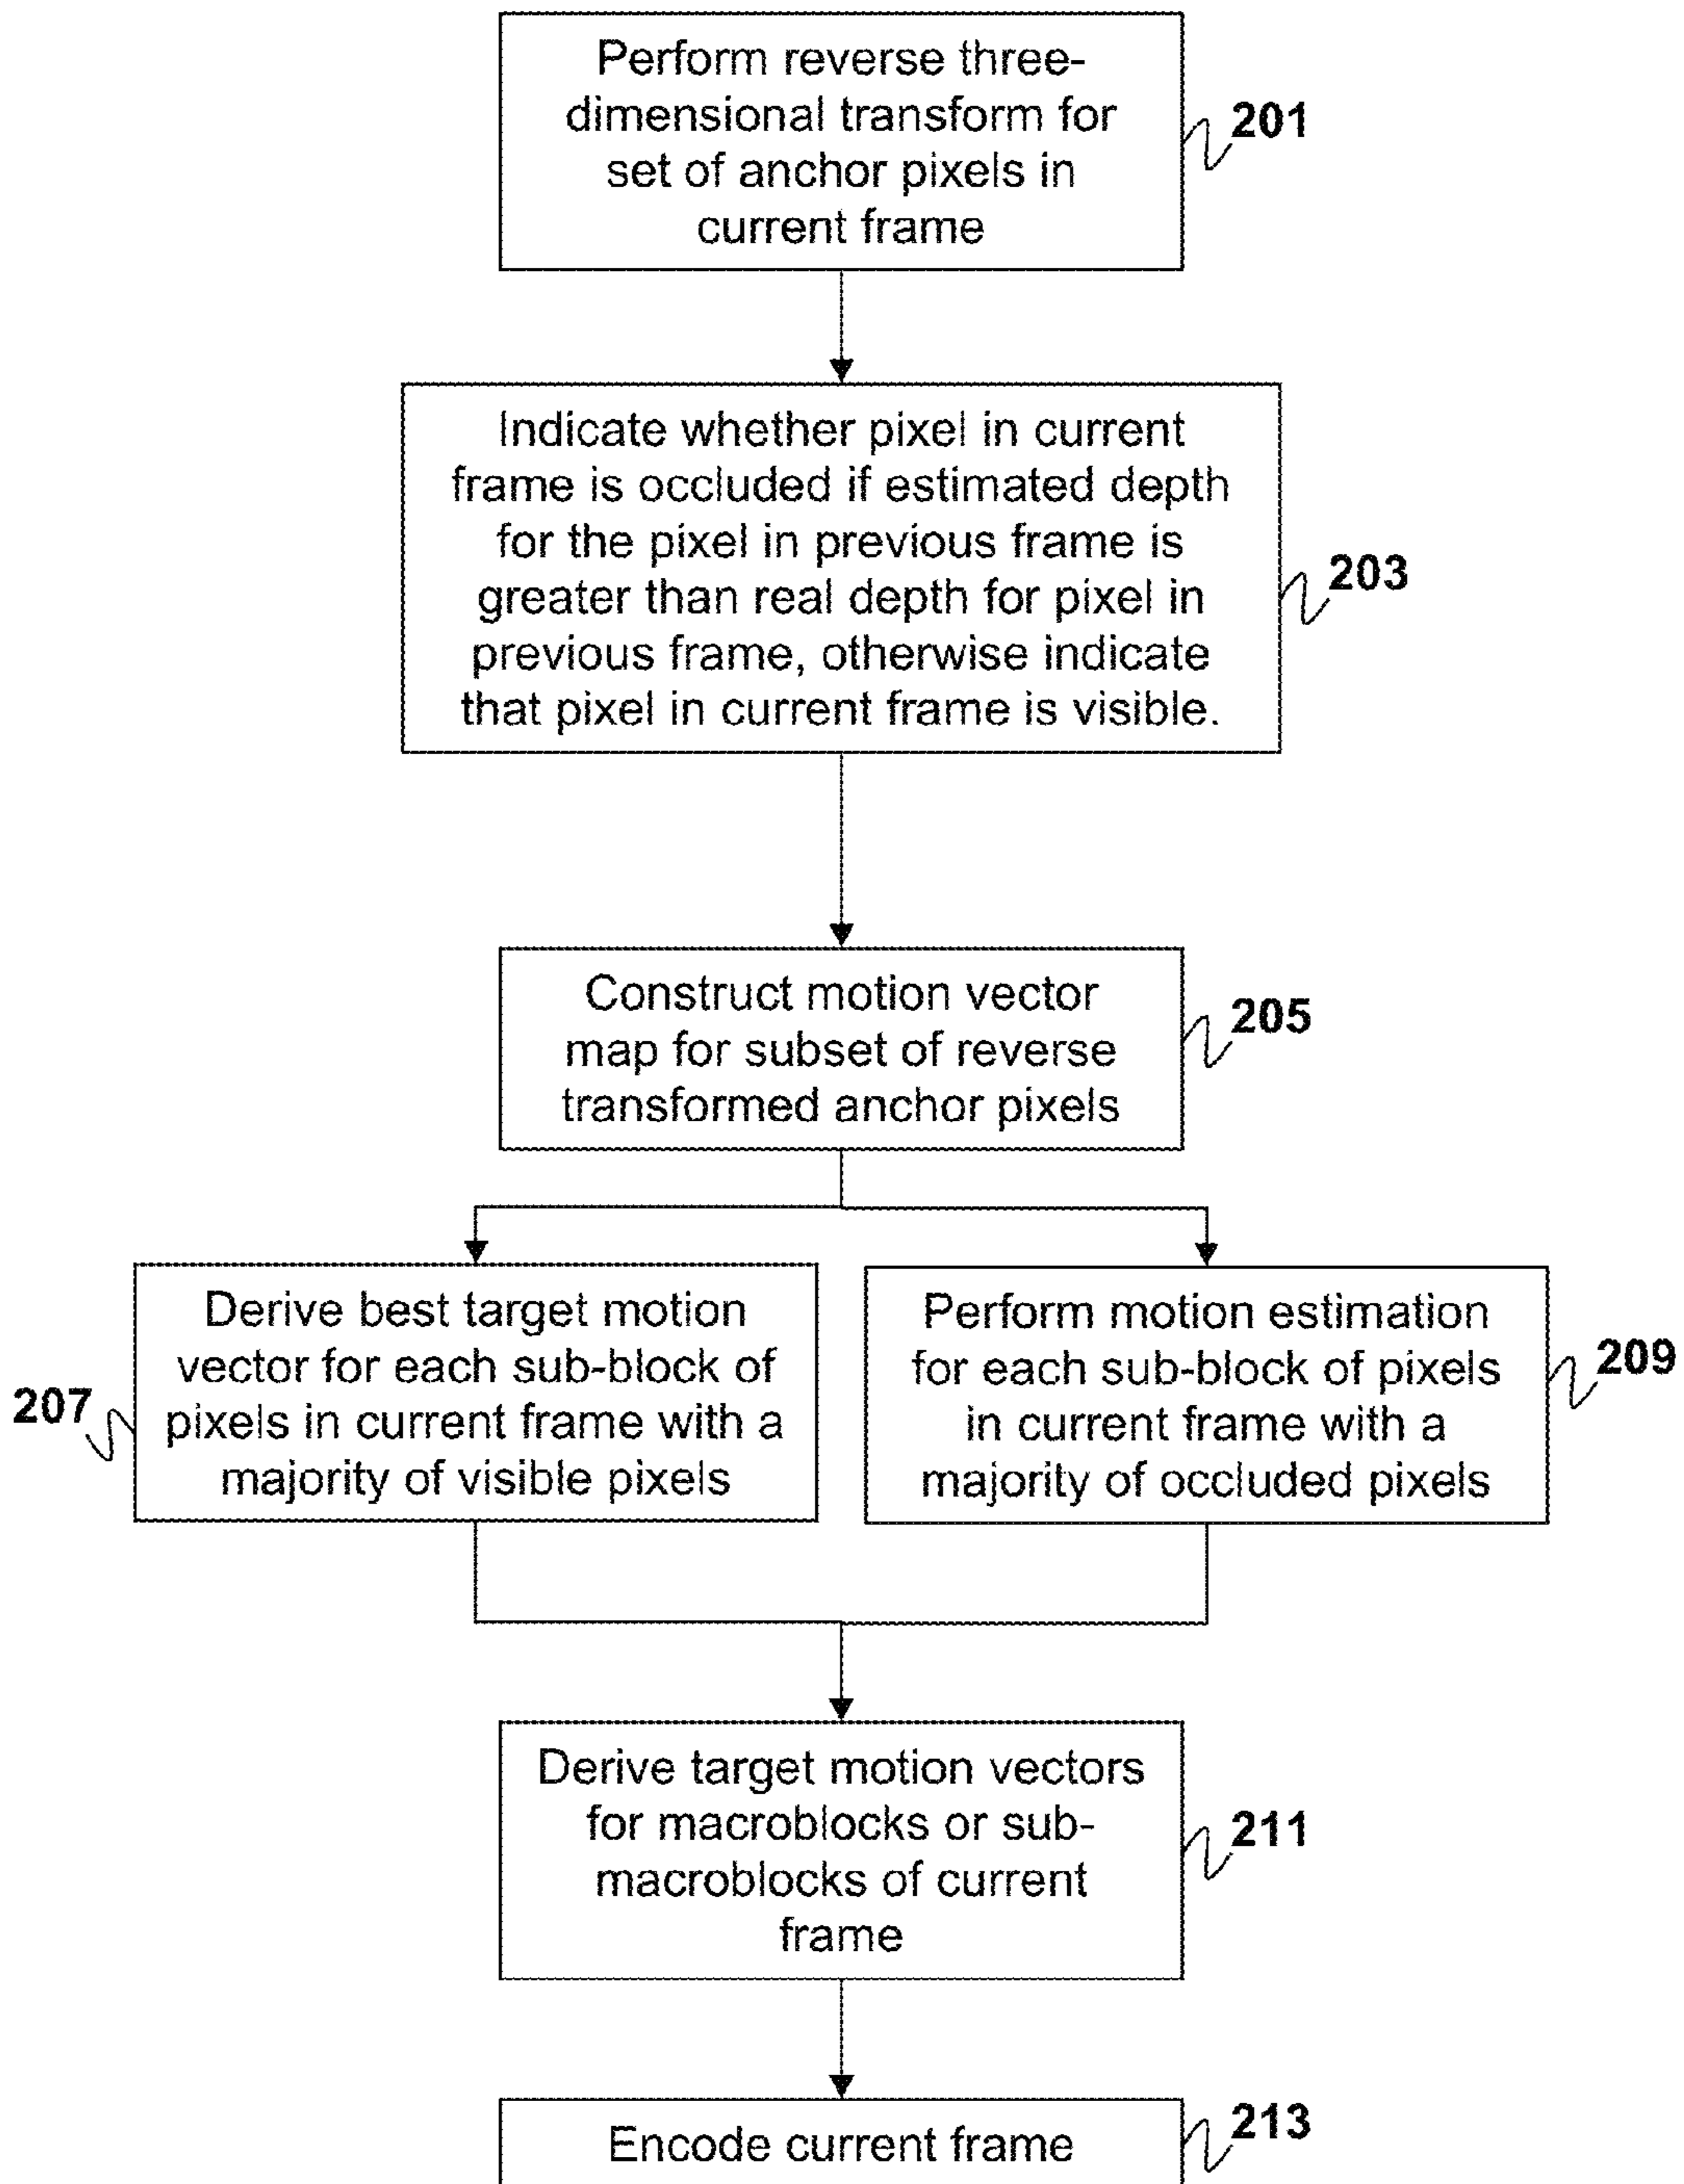 Perform reverse three-
dimensional transform for
set of anchor pixels in
current frame
201
Indicate whether pixel in current
frame is occluded if estimated depth
for the pixel in previous frame is
greater than real depth for pixel in
previous frame, otherwise indicate
that pixel in current frame is visible.
203
Construct motion vector
map for subset of reverse
transformed anchor pixels
205
Derive best target motion
vector for each sub-block of
pixels in current frame with a
majority of visible pixels
207
Perform motion estimation
for each sub-block of pixels
in current frame with a
majority of occluded pixels
209
Derive target motion vectors
for macroblocks or sub-
macroblocks of current
frame
211
Encode current frame
213